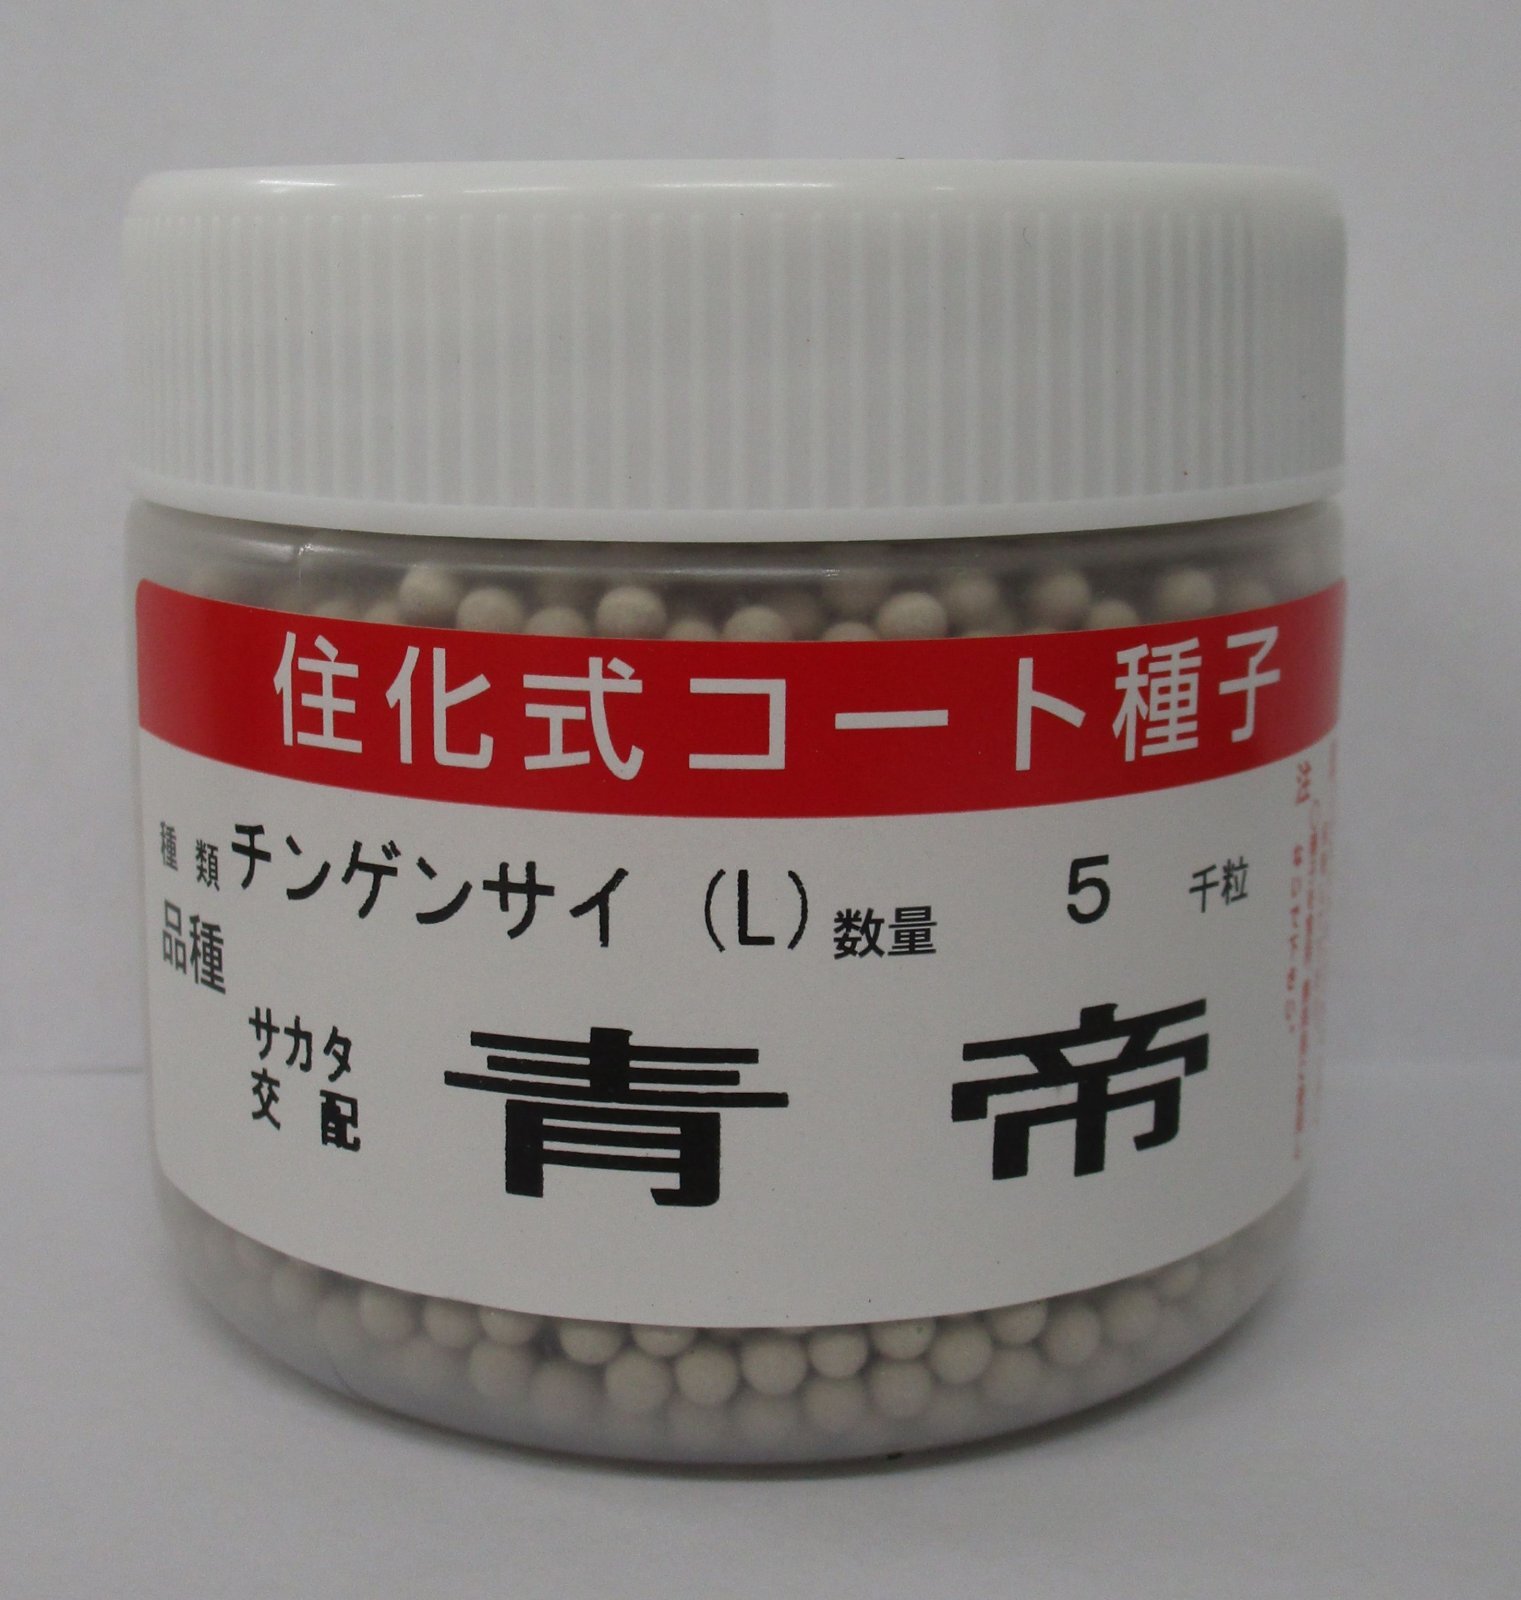 住化式コート種子
種類 チンゲンサイ (L) 数量 5 千粒
品種
サカタ
交配
青帝